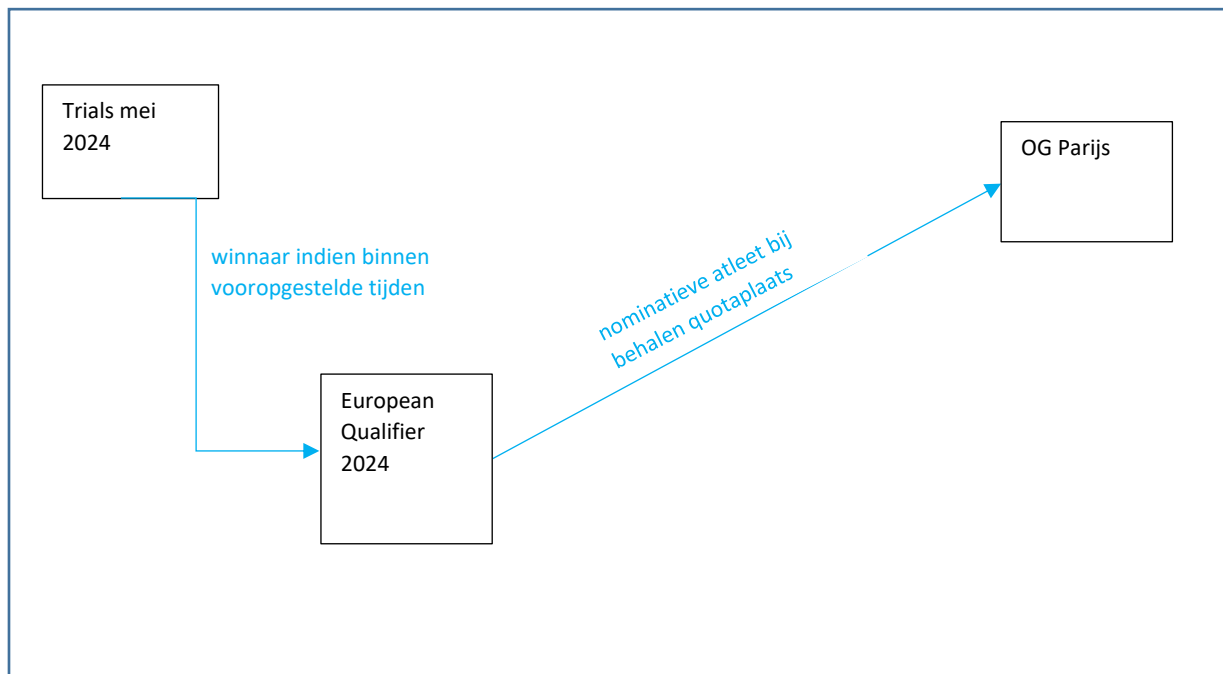 Trials mei
2024
OG Parijs
winnaar indien binnen
vooropgestelde tijden
nominatieve atleet bij
behalen quotaplaats
European
Qualifier
2024